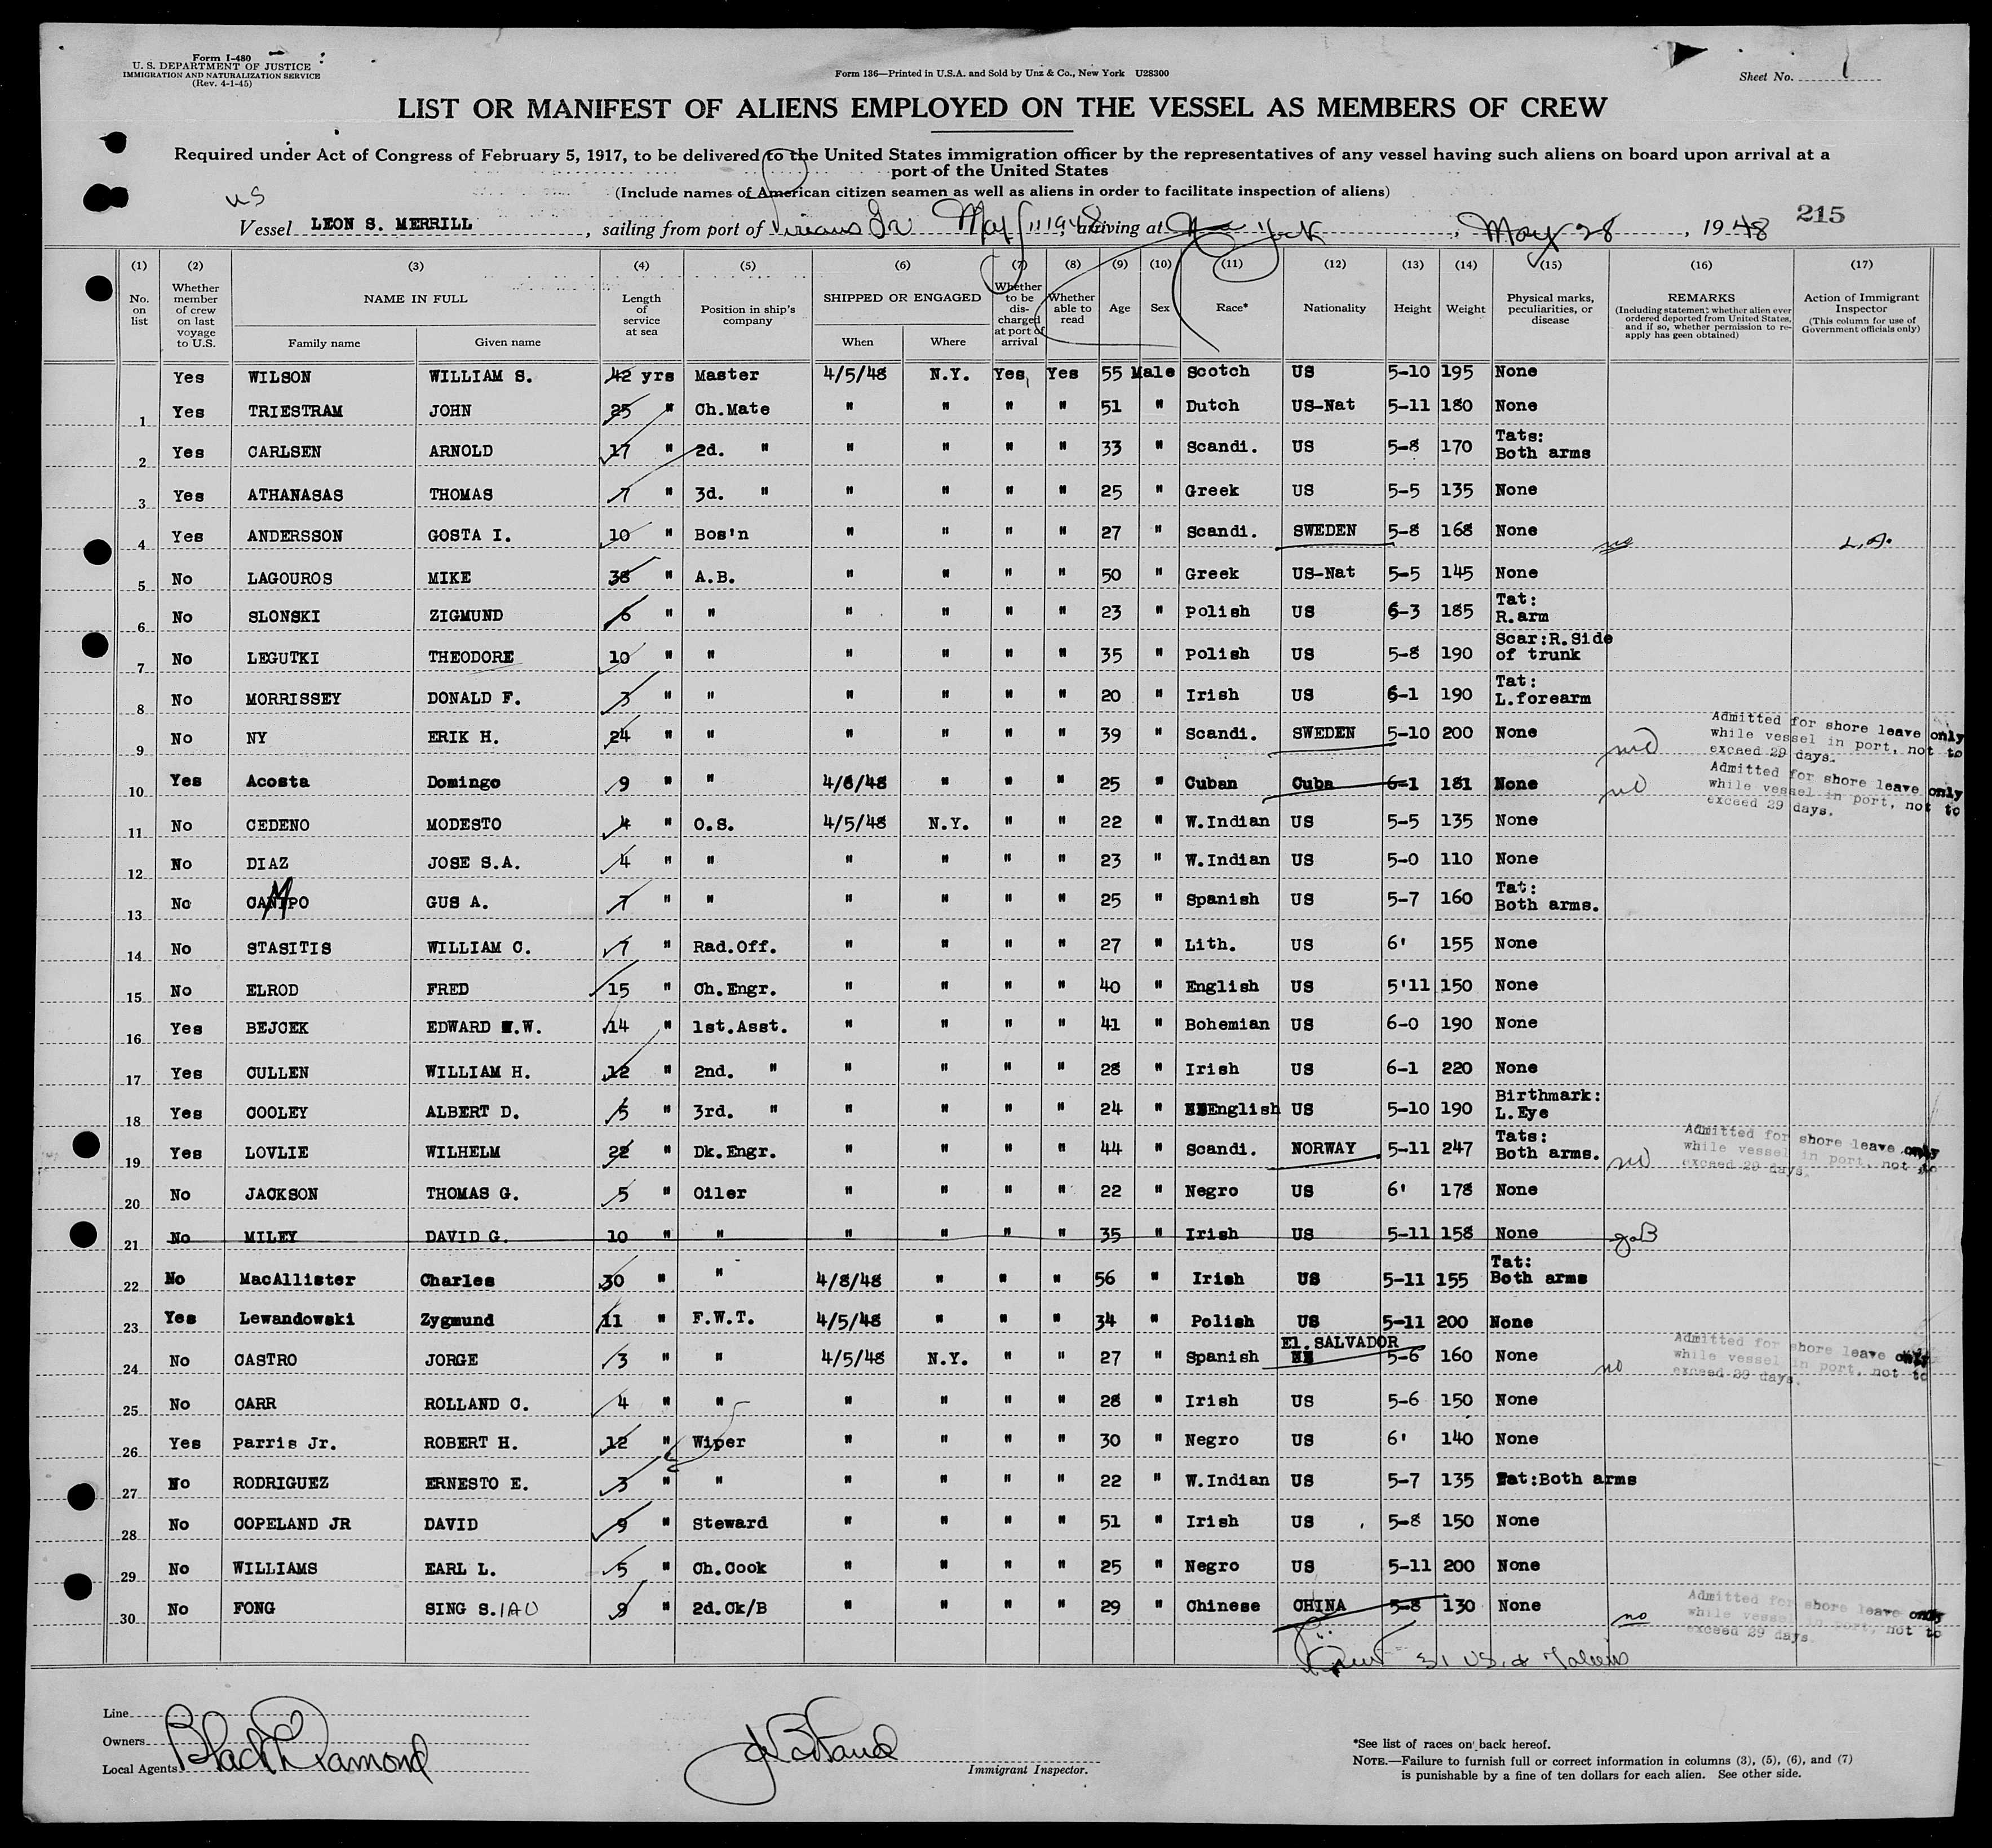 Form I-480
U. S. DEPARTMENT OF JUSTICE
IMMIGRATION AND NATURALIZATION SERVICE
(Rev. 4-1-45)
Form 136—Printed in U.S.A. and Sold by Unz & Co., New York U28300
Sheet No. 1
LIST OR MANIFEST OF ALIENS EMPLOYED ON THE VESSEL AS MEMBERS OF CREW
Required under Act of Congress of February 5, 1917, to be delivered to the United States immigration officer by the representatives of any vessel having such aliens on board upon arrival at a
port of the United States
(Include names of American citizen seamen as well as aliens in order to facilitate inspection of aliens)
US
215
Vessel LEON S. MERRILL, sailing from port of Gr May 11 1948, arriving at New York, May 28, 1948
(1) (2) (3) (4) (5) (6) (7) (8) (9) (10) (11) (12) (13) (14) (15) (16) (17)
No. on list
Whether member of crew on last voyage to U.S.
NAME IN FULL
Family name
Given name
Length of service at sea
Position in ship's company
SHIPPED OR ENGAGED
When
Where
Whether to be discharged at port of arrival
Whether able to read
Age
Sex
Race*
Nationality
Height
Weight
Physical marks, peculiarities, or disease
REMARKS
(Including statement whether alien ever ordered deported from United States, and if so, whether permission to re-apply has geen obtained)
Action of Immigrant Inspector
(This column for use of Government officials only)
Yes WILSON WILLIAM S. 42 yrs Master 4/5/48 N.Y. Yes Yes 55 Male Scotch US 5-10 195 None
1 Yes TRIESTRAM JOHN 25 " Ch.Mate " " " " 51 " Dutch US-Nat 5-11 180 None
2 Yes CARLSEN ARNOLD 17 " 2d. " " " " " 33 " Scandi. US 5-8 170 Tats: Both arms
3 Yes ATHANASAS THOMAS 7 " 3d. " " " " " 25 " Greek US 5-5 135 None
4 Yes ANDERSSON GOSTA I. 10 " Bos'n " " " " 27 " Scandi. SWEDEN 5-8 168 None no L.A.
5 No LAGOUROS MIKE 38 " A.B. " " " " 50 " Greek US-Nat 5-5 145 None
6 No SLONSKI ZIGMUND 6 " " " " " " 23 " Polish US 6-3 185 Tat: R.arm
7 No LEGUTKI THEODORE 10 " " " " " " 35 " Polish US 5-8 190 Scar:R.Side of trunk
8 No MORRISSEY DONALD F. 3 " " " " " " 20 " Irish US 6-1 190 Tat: L.forearm
9 No NY ERIK H. 24 " " " " " " 39 " Scandi. SWEDEN 5-10 200 None no Admitted for shore leave only while vessel in port, not to exceed 29 days.
10 Yes Acosta Domingo 9 " " 4/6/48 " " " 25 " Cuban Cuba 6-1 181 None no Admitted for shore leave only while vessel in port, not to exceed 29 days.
11 No CEDENO MODESTO 4 " O.S. 4/5/48 N.Y. " " 22 " W.Indian US 5-5 135 None
12 No DIAZ JOSE S.A. 4 " " " " " " 23 " W.Indian US 5-0 110 None
13 No CAMPO GUS A. 7 " " " " " " 25 " Spanish US 5-7 160 Tat: Both arms.
14 No STASITIS WILLIAM C. 7 " Rad.Off. " " " " 27 " Lith. US 6' 155 None
15 No ELROD FRED 15 " Ch.Engr. " " " " 40 " English US 5'11 150 None
16 Yes BEJCEK EDWARD W. 14 " 1st.Asst. " " " " 41 " Bohemian US 6-0 190 None
17 Yes CULLEN WILLIAM H. 12 " 2nd. " " " " " 28 " Irish US 6-1 220 None
18 Yes COOLEY ALBERT D. 5 " 3rd. " " " " " 24 " English US 5-10 190 Birthmark: L.Eye
19 Yes LOVLIE WILHELM 22 " Dk.Engr. " " " " 44 " Scandi. NORWAY 5-11 247 Tats: Both arms. no Admitted for shore leave only while vessel in port, not to exceed 29 days.
20 No JACKSON THOMAS G. 5 " Oiler " " " " 22 " Negro US 6' 178 None
21 No MILEY DAVID G. 10 " " " " " " 35 " Irish US 5-11 158 None
22 No MacAllister Charles 30 " " 4/8/48 " " " 56 " Irish US 5-11 155 Tat: Both arms
23 Yes Lewandowski Zygmund 11 " F.W.T. 4/5/48 " " " 34 " Polish US 5-11 200 None
24 No CASTRO JORGE 3 " " 4/5/48 N.Y. " " 27 " Spanish El.SALVADOR 5-6 160 None no Admitted for shore leave only while vessel in port, not to exceed 29 days.
25 No CARR ROLLAND C. 4 " " " " " " 28 " Irish US 5-6 150 None
26 Yes Parris Jr. ROBERT H. 12 " Wiper " " " " 30 " Negro US 6' 140 None
27 No RODRIGUEZ ERNESTO E. 3 " " " " " " 22 " W.Indian US 5-7 135 Tat:Both arms
28 No COPELAND JR DAVID 9 " Steward " " " " 51 " Irish US 5-8 150 None
29 No WILLIAMS EARL L. 5 " Ch.Cook " " " " 25 " Negro US 5-11 200 None
30 No FONG SING S.IAU 9 " 2d.Ck/B " " " " 29 " Chinese CHINA 5-8 130 None no Admitted for shore leave only while vessel in port, not to exceed 29 days.
31 US. & 7 aliens
Line
Owners
Local Agents Black Diamond
Immigrant Inspector.
*See list of races on back hereof.
NOTE.—Failure to furnish full or correct information in columns (3), (5), (6), and (7)
is punishable by a fine of ten dollars for each alien. See other side.